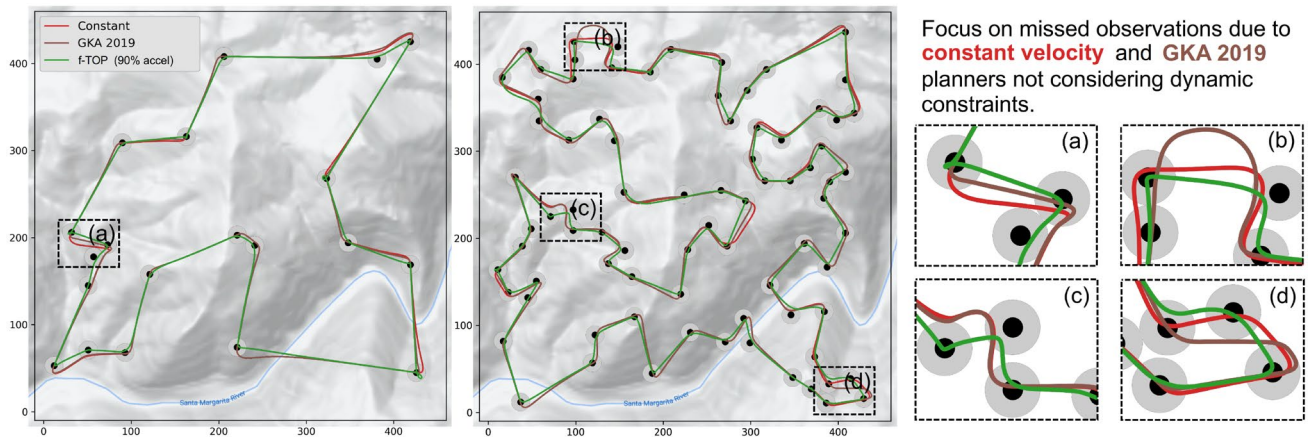 Constant
GKA 2019
f-TOP (90% accel)
400
300
200
100
0
0
100
200
300
400
(a)
Santa Margarita River
400
300
200
100
0
0
100
200
300
400
(b)
(c)
(d)
Santa Margarita River
Focus on missed observations due to
constant velocity and GKA 2019
planners not considering dynamic
constraints.
(a)
(b)
(c)
(d)